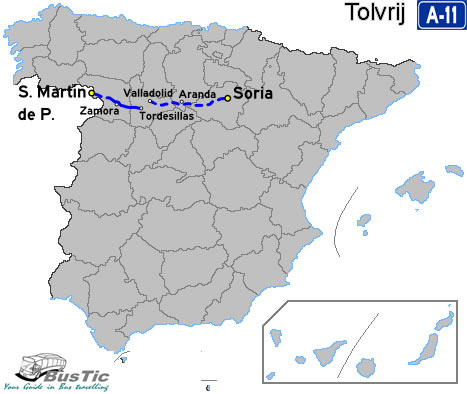 Tolvrij A-11
S. Martin
de P.
Zamora
Valladolid
Tordesillas
Aranda
Soria
BusTic
Your Guide in Bus travelling